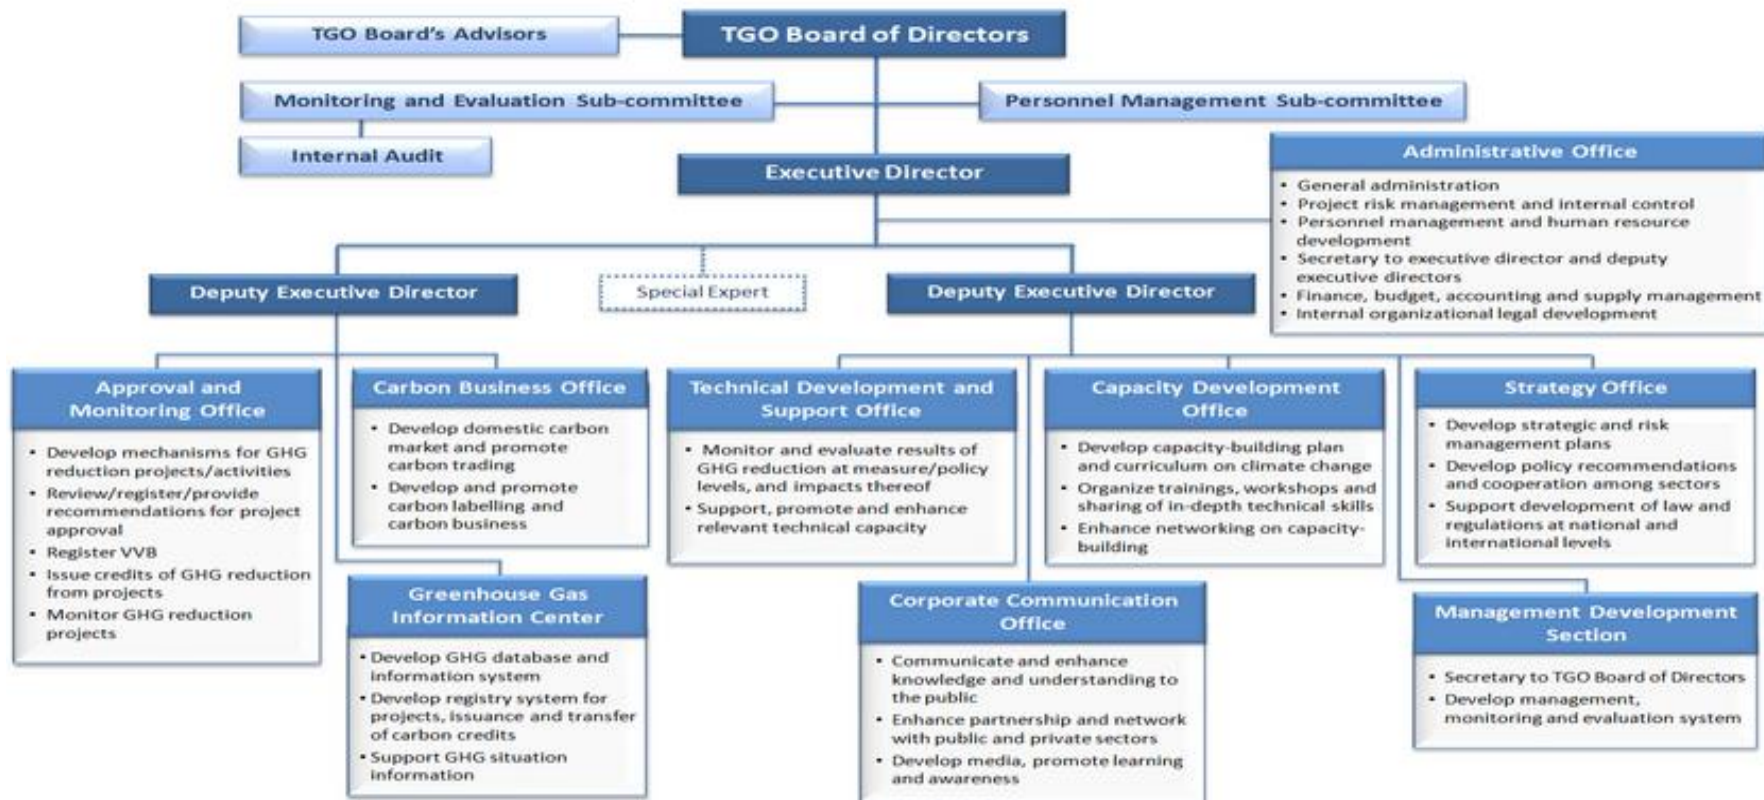 TGO Board's Advisors
TGO Board of Directors
Monitoring and Evaluation Sub-committee
Personnel Management Sub-committee
Internal Audit
Executive Director
Administrative Office
• General administration
• Project risk management and internal control
• Personnel management and human resource
development
• Secretary to executive director and deputy
executive directors
• Finance, budget, accounting and supply management
• Internal organizational legal development
Deputy Executive Director
Special Expert
Deputy Executive Director
Approval and
Monitoring Office
• Develop mechanisms for GHG
reduction projects/activities
• Review/register/provide
recommendations for project
approval
• Register VVB
• Issue credits of GHG reduction
from projects
• Monitor GHG reduction
projects
Carbon Business Office
• Develop domestic carbon
market and promote
carbon trading
• Develop and promote
carbon labelling and
carbon business
Greenhouse Gas
Information Center
• Develop GHG database and
information system
• Develop registry system for
projects, issuance and transfer
of carbon credits
• Support GHG situation
information
Technical Development and
Support Office
• Monitor and evaluate results of
GHG reduction at measure/policy
levels, and impacts thereof
• Support, promote and enhance
relevant technical capacity
Capacity Development
Office
• Develop capacity-building plan
and curriculum on climate change
• Organize trainings, workshops and
sharing of in-depth technical skills
• Enhance networking on capacity-
building
Strategy Office
• Develop strategic and risk
management plans
• Develop policy recommendations
and cooperation among sectors
• Support development of law and
regulations at national and
international levels
Corporate Communication
Office
• Communicate and enhance
knowledge and understanding to
the public
• Enhance partnership and network
with public and private sectors
• Develop media, promote learning
and awareness
Management Development
Section
• Secretary to TGO Board of Directors
• Develop management,
monitoring and evaluation system